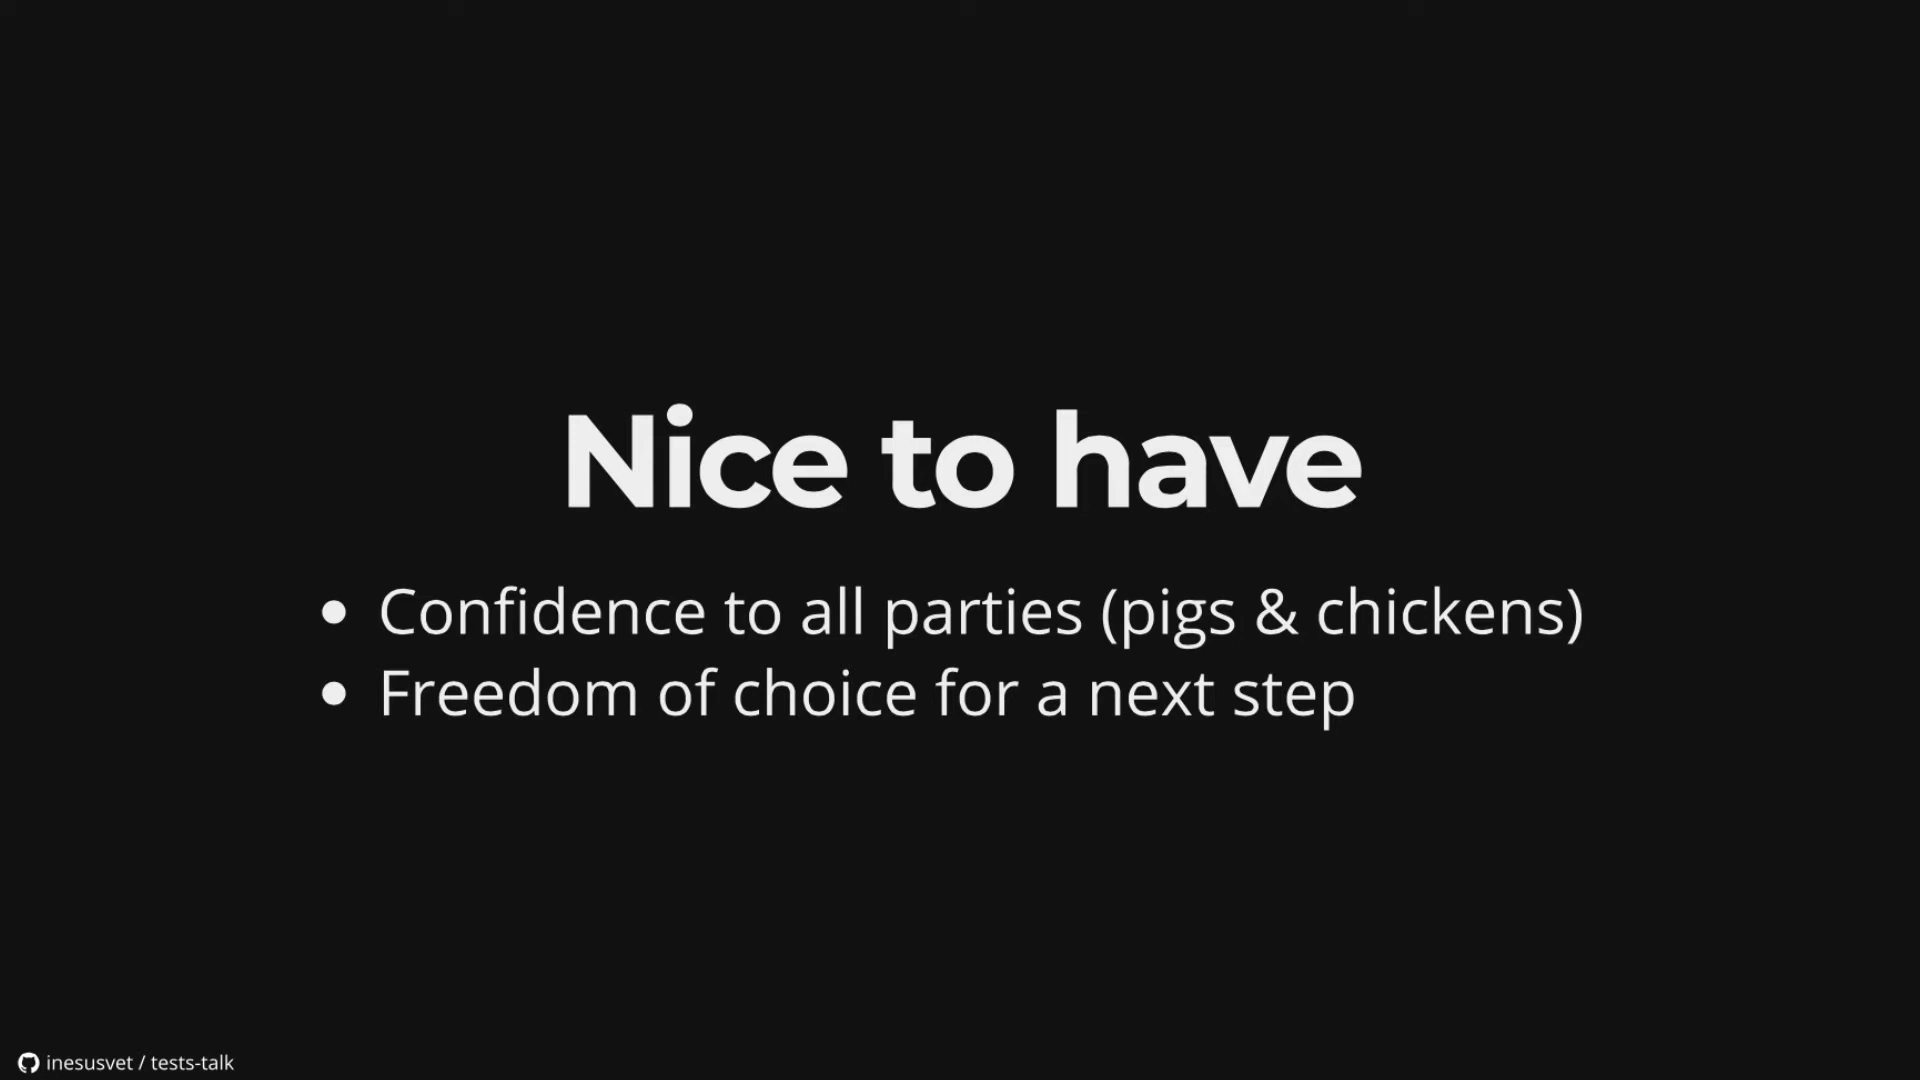 Nice to have
Confidence to all parties (pigs & chickens)
Freedom of choice for a next step
inesusvet / tests-talk